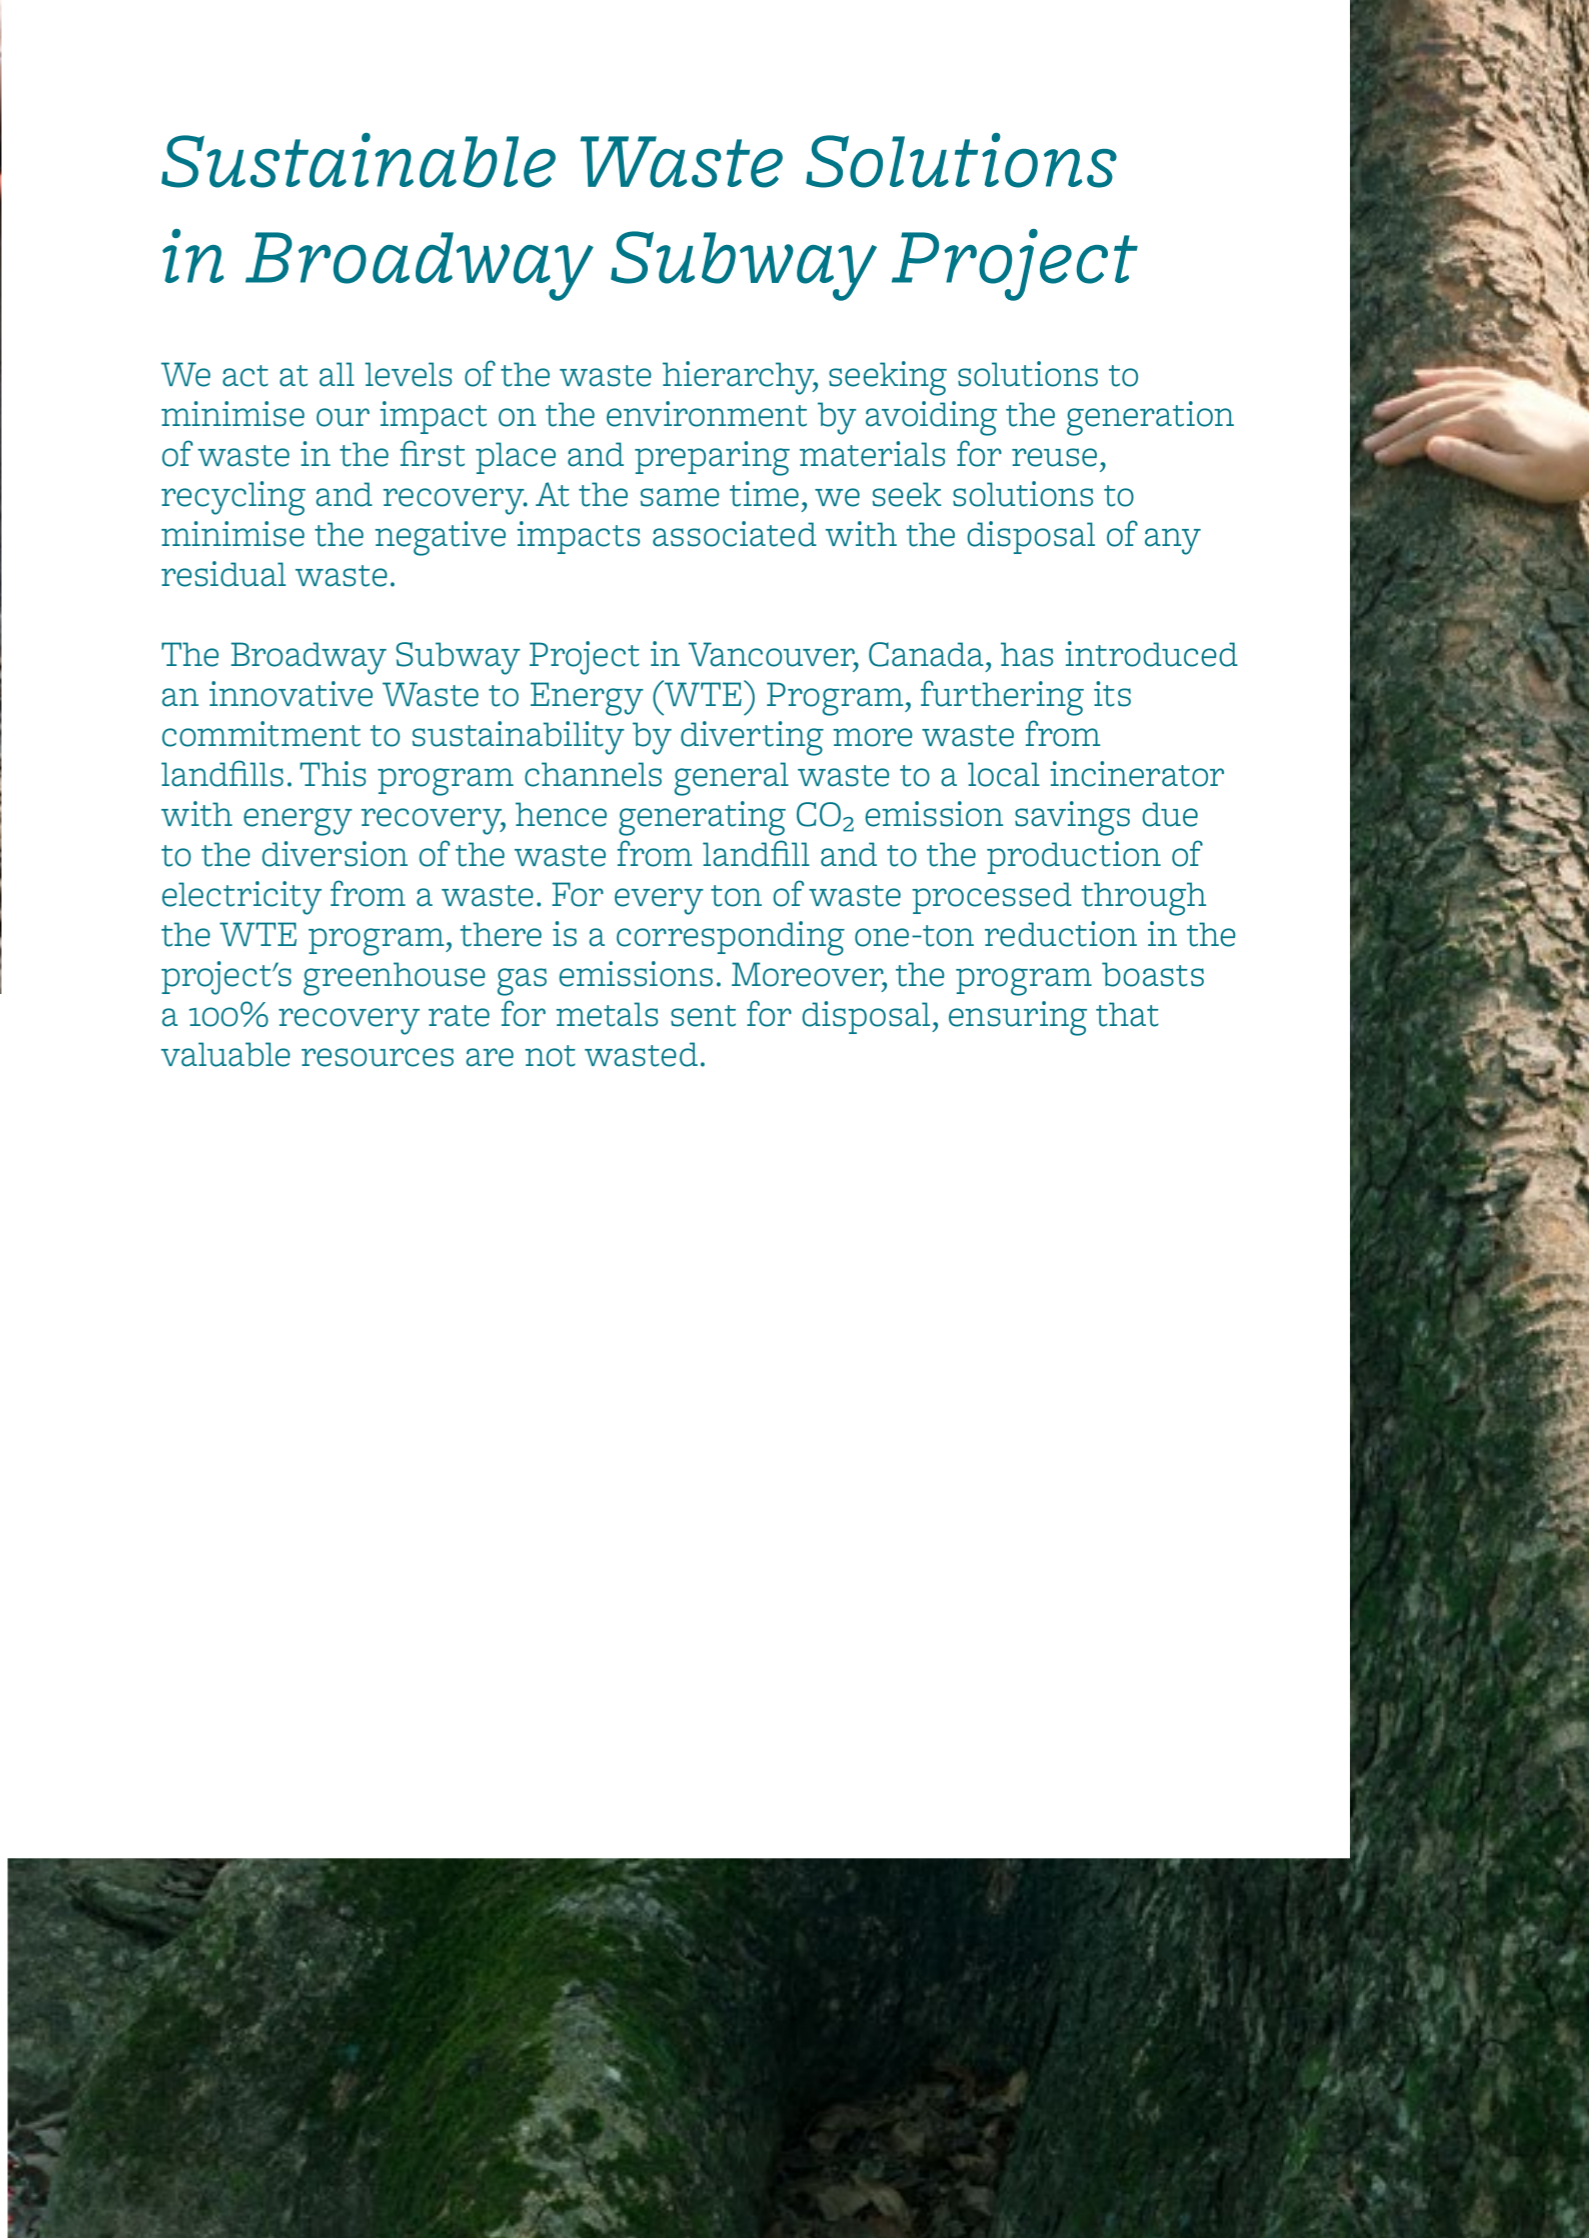 Sustainable Waste Solutions
in Broadway Subway Project
We act at all levels of the waste hierarchy, seeking solutions to
minimise our impact on the environment by avoiding the generation
of waste in the first place and preparing materials for reuse,
recycling and recovery. At the same time, we seek solutions to
minimise the negative impacts associated with the disposal of any
residual waste.
The Broadway Subway Project in Vancouver, Canada, has introduced
an innovative Waste to Energy (WTE) Program, furthering its
commitment to sustainability by diverting more waste from
landfills. This program channels general waste to a local incinerator
with energy recovery, hence generating CO₂ emission savings due
to the diversion of the waste from landfill and to the production of
electricity from a waste. For every ton of waste processed through
the WTE program, there is a corresponding one-ton reduction in the
project's greenhouse gas emissions. Moreover, the program boasts
a 100% recovery rate for metals sent for disposal, ensuring that
valuable resources are not wasted.